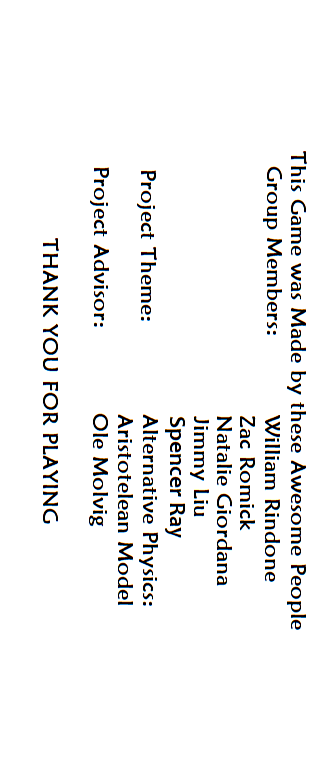 This Game was Made by these Awesome People
Group Members: William Rindone
Zac Romick
Natalie Giordana
Jimmy Liu
Spencer Ray
Project Theme: Alternative Physics:
Aristotelean Model
Project Advisor: Ole Molvig
THANK YOU FOR PLAYING